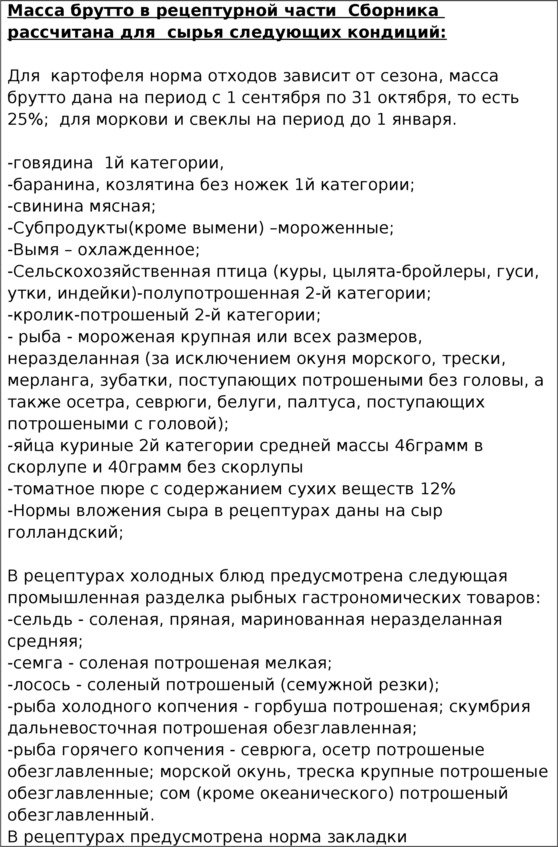 Масса брутто в рецептурной части  Сборника
рассчитана для  сырья следующих кондиций:
Для  картофеля норма отходов зависит от сезона, масса
брутто дана на период с 1 сентября по 31 октября, то есть
25%;  для моркови и свеклы на период до 1 января.
-говядина  1й категории,
-баранина, козлятина без ножек 1й категории;
-свинина мясная;
-Субпродукты(кроме вымени) –мороженные;
-Вымя – охлажденное;
-Сельскохозяйственная птица (куры, цылята-бройлеры, гуси,
утки, индейки)-полупотрошенная 2-й категории;
-кролик-потрошеный 2-й категории;
- рыба - мороженая крупная или всех размеров,
неразделанная (за исключением окуня морского, трески,
мерланга, зубатки, поступающих потрошеными без головы, а
также осетра, севрюги, белуги, палтуса, поступающих
потрошеными с головой);
-яйца куриные 2й категории средней массы 46грамм в
скорлупе и 40грамм без скорлупы
-томатное пюре с содержанием сухих веществ 12%
-Нормы вложения сыра в рецептурах даны на сыр
голландский;
В рецептурах холодных блюд предусмотрена следующая
промышленная разделка рыбных гастрономических товаров:
-сельдь - соленая, пряная, маринованная неразделанная
средняя;
-семга - соленая потрошеная мелкая;
-лосось - соленый потрошеный (семужной резки);
-рыба холодного копчения - горбуша потрошеная; скумбрия
дальневосточная потрошеная обезглавленная;
-рыба горячего копчения - севрюга, осетр потрошеные
обезглавленные; морской окунь, треска крупные потрошеные
обезглавленные; сом (кроме океанического) потрошеный
обезглавленный.
В рецептурах предусмотрена норма закладки